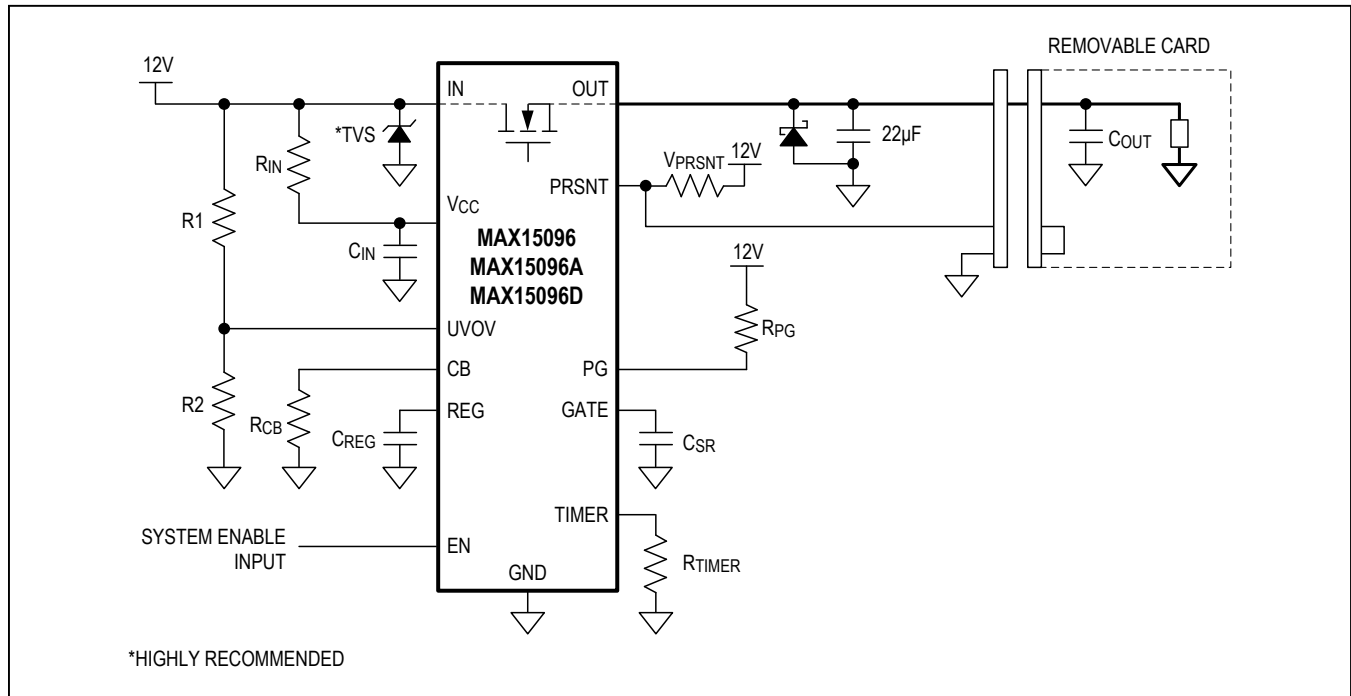 REMOVABLE CARD
12V
IN
OUT
*TVS
22µF
COUT
RIN
VPRSNT
12V
PRSNT
R1
VCC
CIN
MAX15096
MAX15096A
MAX15096D
12V
RPG
UVOV
CB
PG
R2
RCB
REG
CREG
GATE
CSR
TIMER
SYSTEM ENABLE
INPUT
EN
RTIMER
GND
*HIGHLY RECOMMENDED